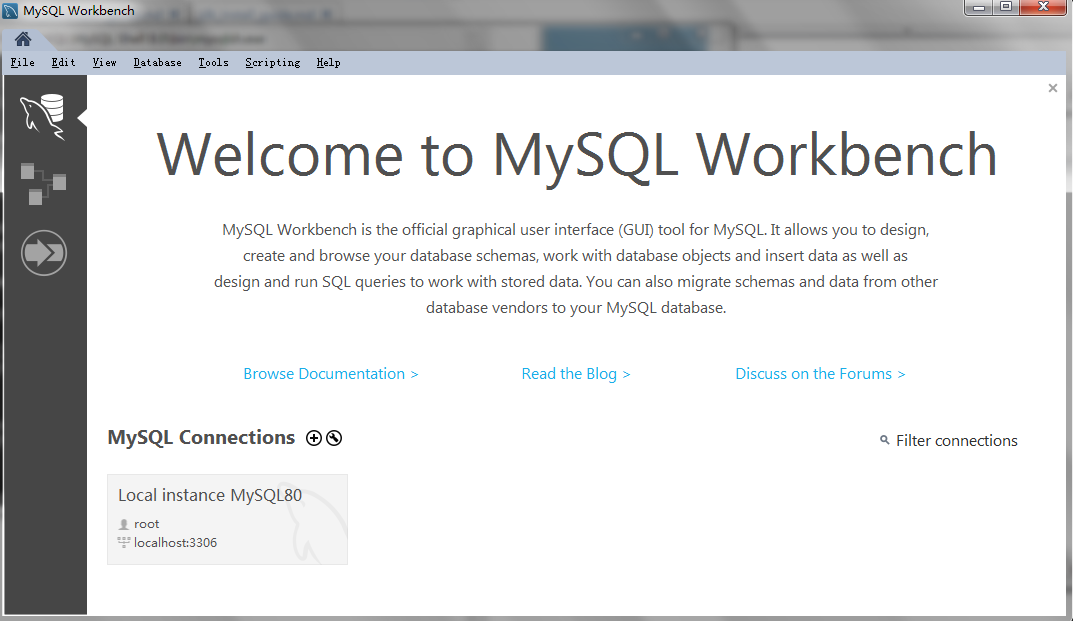 MySQL Workbench
File Edit View Database Tools Scripting Help
Welcome to MySQL Workbench
MySQL Workbench is the official graphical user interface (GUI) tool for MySQL. It allows you to design,
create and browse your database schemas, work with database objects and insert data as well as
design and run SQL queries to work with stored data. You can also migrate schemas and data from other
database vendors to your MySQL database.
Browse Documentation >
Read the Blog >
Discuss on the Forums >
MySQL Connections
Filter connections
Local instance MySQL80
root
localhost:3306